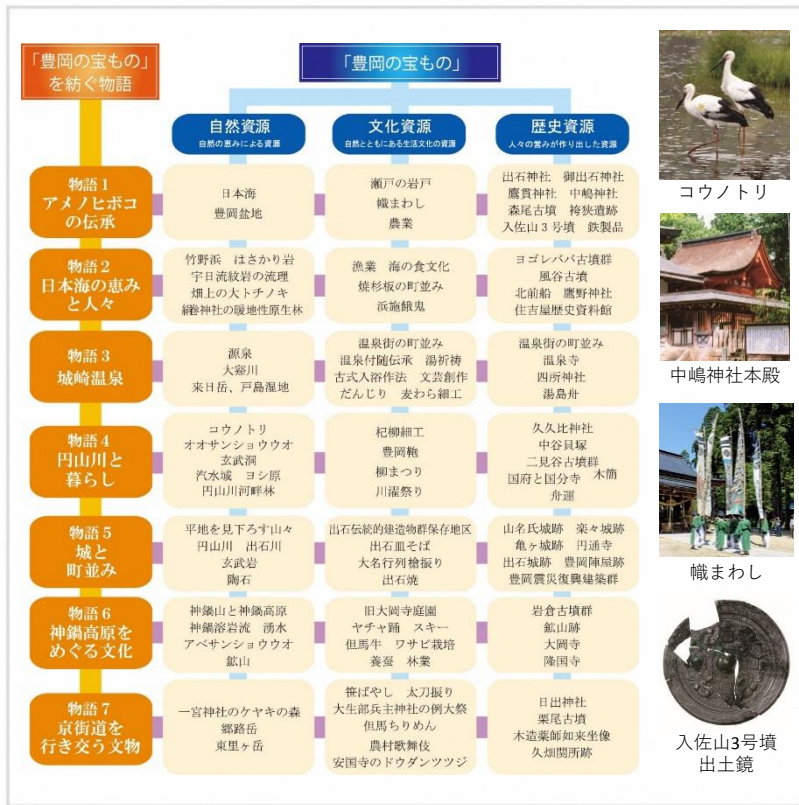 「豊岡の宝もの」
を紡ぐ物語
「豊岡の宝もの」
自然資源
自然の恵みによる資源
文化資源
自然とともにある生活文化の資源
歴史資源
人々の営みが作り出した資源
物語1
アメノヒボコ
の伝承
日本海
豊岡盆地
瀬戸の岩戸
幟まわし
農業
出石神社 御出石神社
鷹貫神社 中嶋神社
森尾古墳 袴狭遺跡
入佐山3号墳 鉄製品
物語2
日本海の恵み
と人々
竹野浜 はさかり岩
宇日流紋岩の流理
畑上の大トチノキ
絹巻神社の暖地性原生林
漁業 海の食文化
焼杉板の町並み
浜施餓鬼
ヨゴレババ古墳群
風谷古墳
北前船 鷹野神社
住吉屋歴史資料館
物語3
城崎温泉
源泉
大谿川
来日岳、戸島湿地
温泉街の町並み
温泉付随伝承 湯祈祷
古式入浴作法 文芸創作
だんじり 麦わら細工
温泉街の町並み
温泉寺
四所神社
湯島舟
物語4
円山川と
暮らし
コウノトリ
オオサンショウウオ
玄武洞
汽水域 ヨシ原
円山川河畔林
杞柳細工
豊岡鞄
柳まつり
川濯祭り
久久比神社
中谷貝塚
二見谷古墳群
国府と国分寺 木簡
舟運
物語5
城と
町並み
平地を見下ろす山々
円山川 出石川
玄武岩
陶石
出石伝統的建造物群保存地区
出石皿そば
大名行列槍振り
出石焼
山名氏城跡 楽々城跡
亀ヶ城跡 円通寺
出石城跡 豊岡陣屋跡
豊岡震災復興建築群
物語6
神鍋高原を
めぐる文化
神鍋山と神鍋高原
神鍋溶岩流 湧水
アベサンショウウオ
鉱山
旧大岡寺庭園
ヤチャ踊 スキー
但馬牛 ワサビ栽培
養蚕 林業
岩倉古墳群
鉱山跡
大岡寺
隆国寺
物語7
京街道を
行き交う文物
一宮神社のケヤキの森
郷路岳
東里ヶ岳
笹ばやし 太刀振り
大生部兵主神社の例大祭
但馬ちりめん
農村歌舞伎
安国寺のドウダンツツジ
日出神社
栗尾古墳
木造薬師如来坐像
久畑関所跡
コウノトリ
中嶋神社本殿
幟まわし
入佐山3号墳
出土鏡